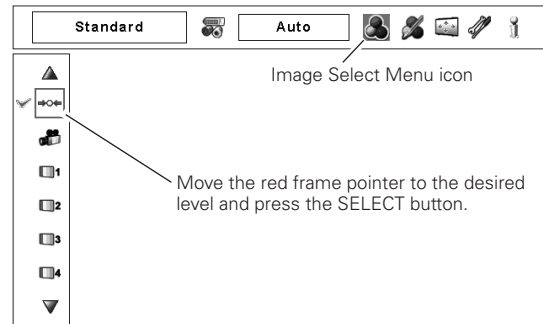 Standard
Auto
Image Select Menu icon
1
Move the red frame pointer to the desired
2
level and press the SELECT button.
3
4